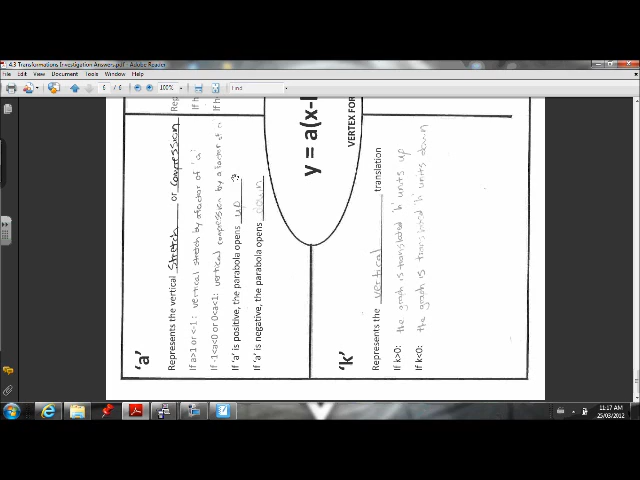 4.3 Transformations Investigation Answers.pdf - Adobe Reader
File Edit View Document Tools Window Help
6 / 6 100% Find
'a'
Represents the vertical stretch or compression
If a>1 or <-1: vertical stretch by a factor of 'a'
If -1<a<0 or 0<a<1: vertical compression by a factor of
If 'a' is positive, the parabola opens up
If 'a' is negative, the parabola opens down
Rep
If h
If h
y = a(x-
VERTEX FOR
'k'
Represents the vertical translation
If k>0: the graph is translated 'k' units up
If k<0: the graph is translated 'k' units down
11:17 AM
25/03/2012